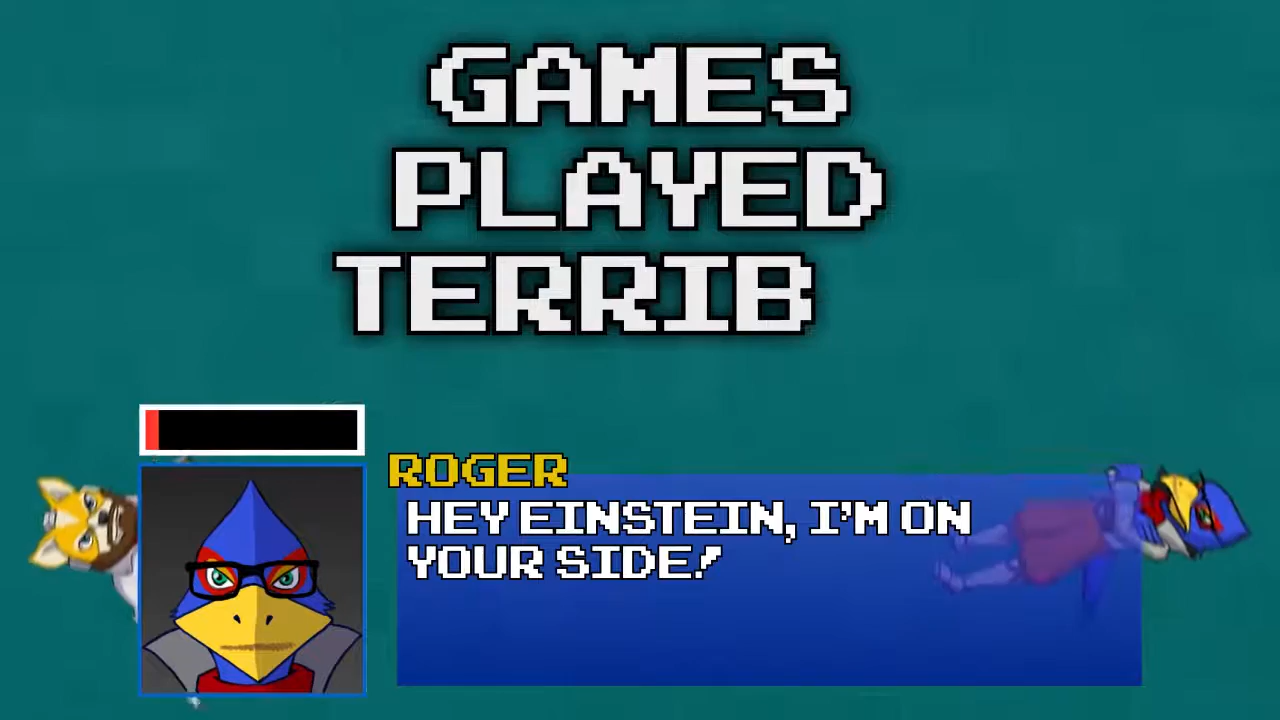 GAMES
PLAYED
TERRIB
ROGER
HEY EINSTEIN, I'M ON
YOUR SIDE!